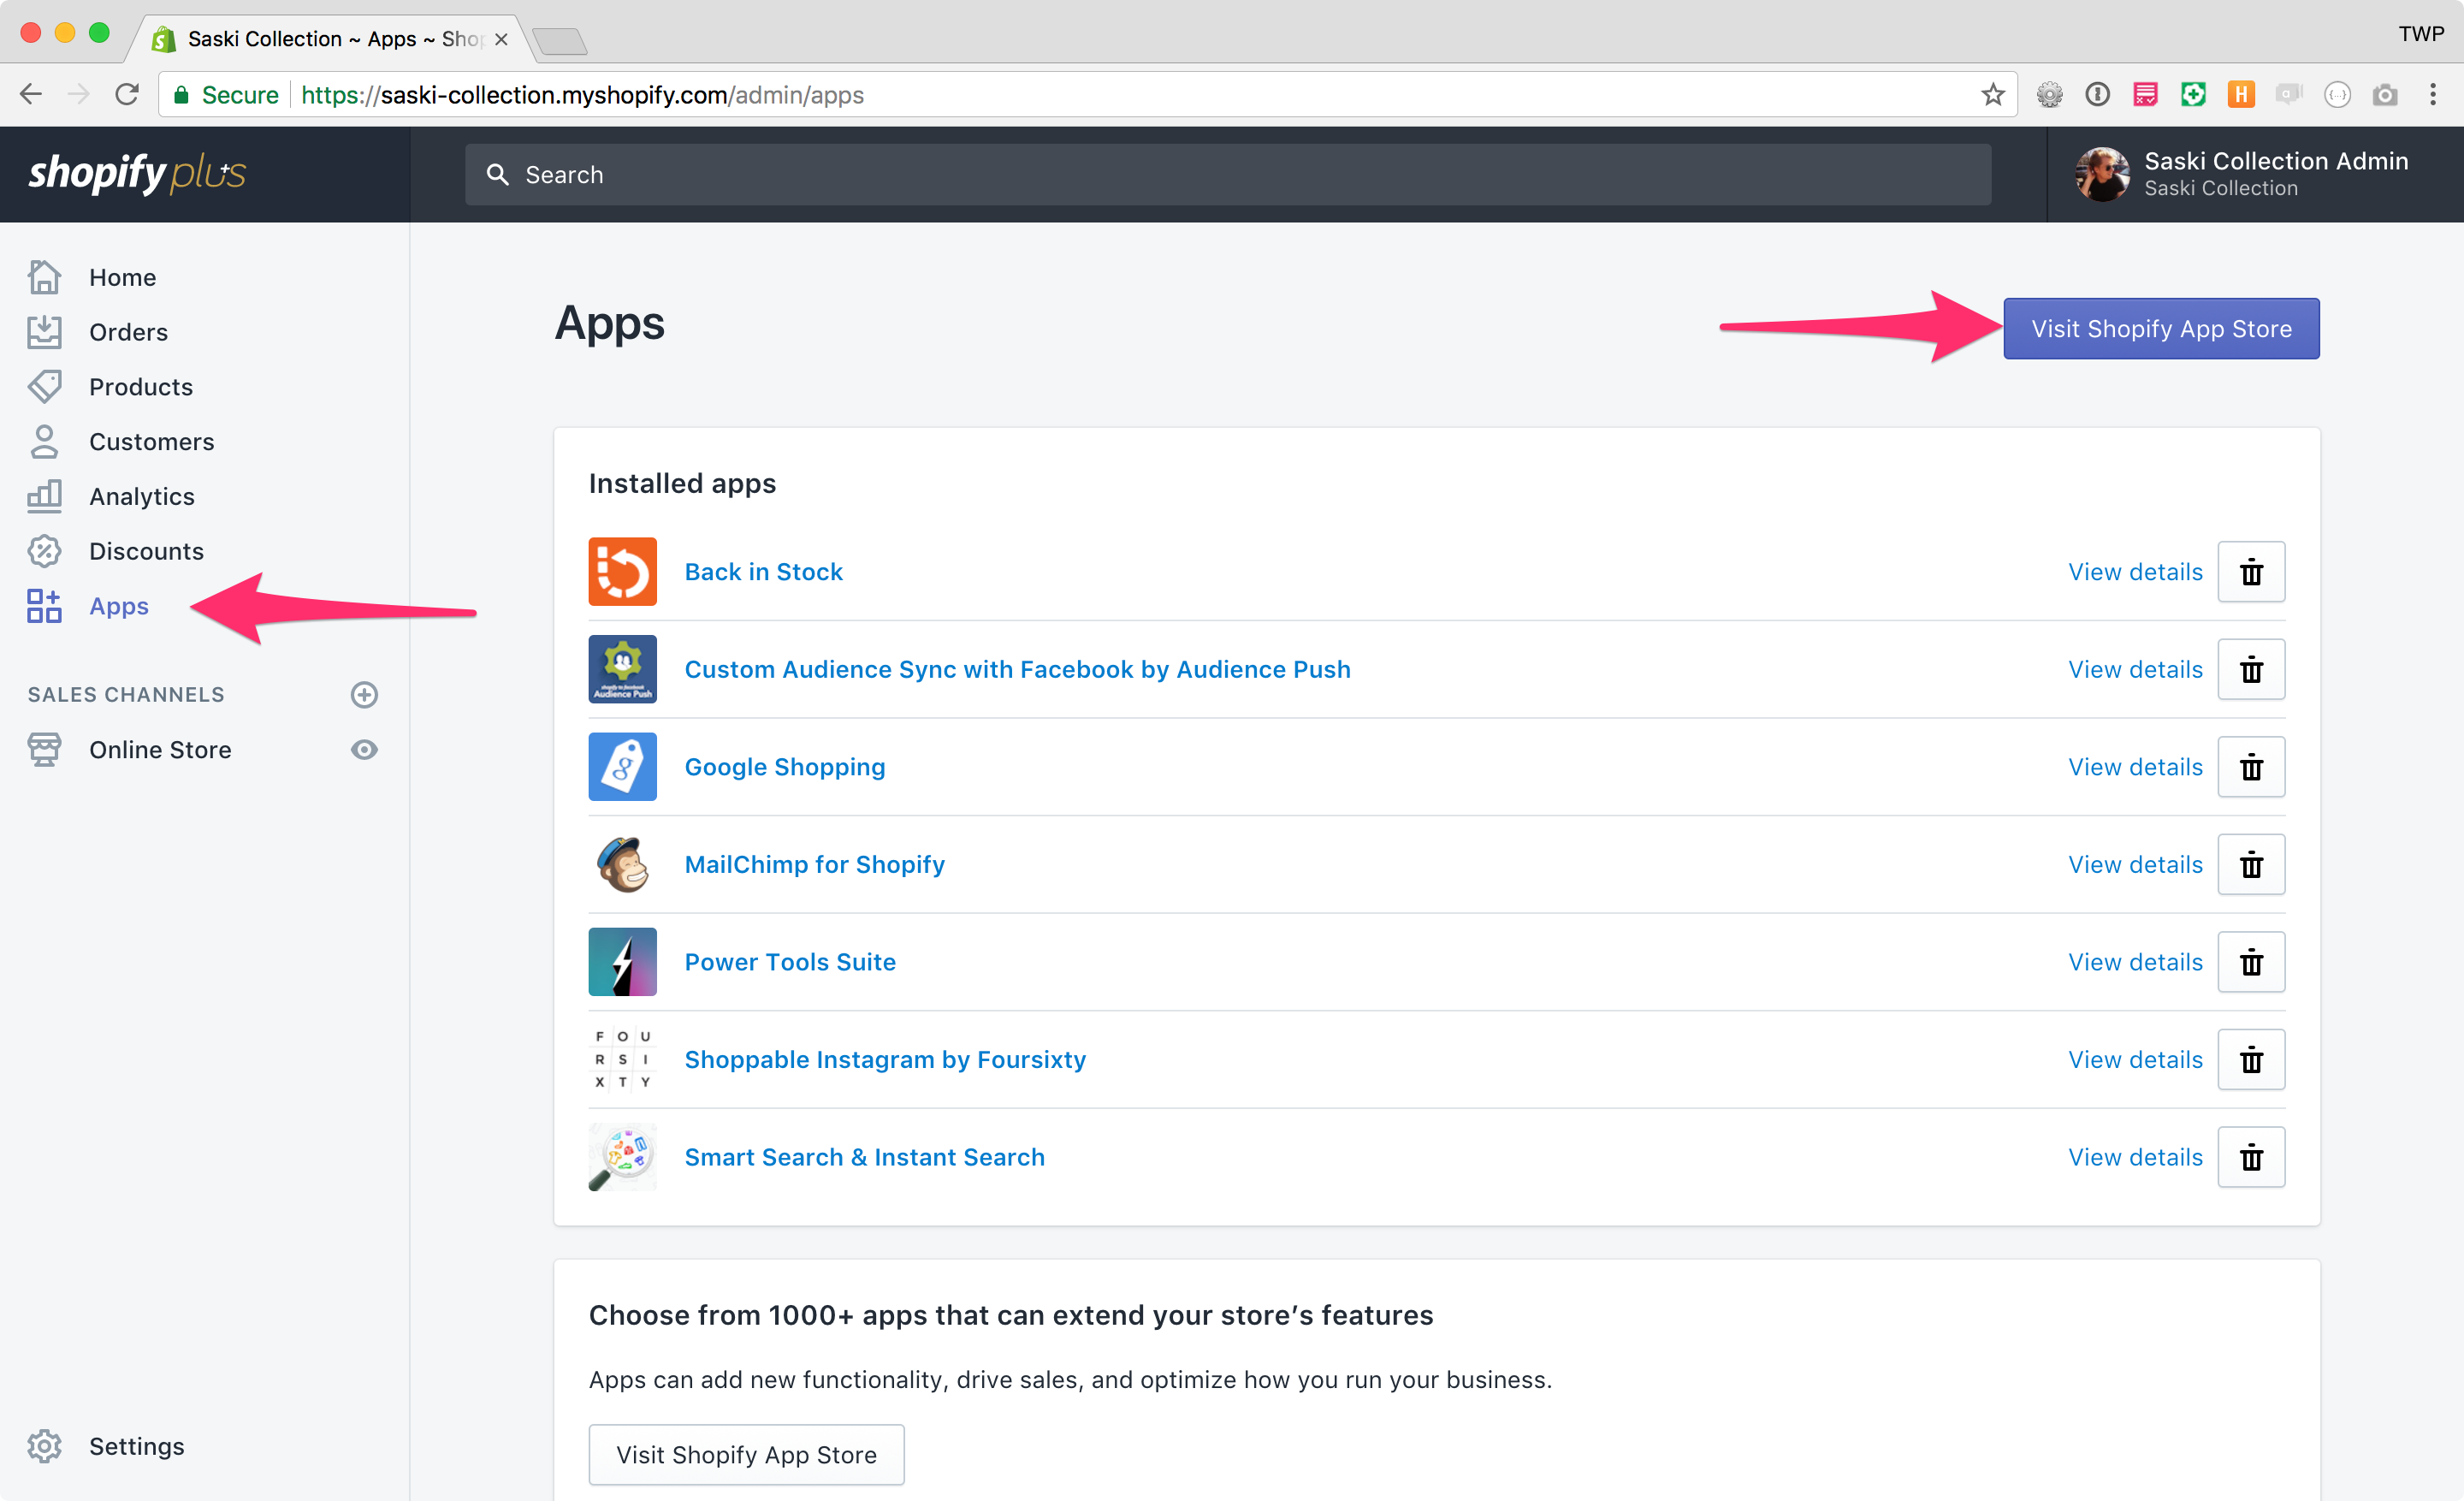 TWP
Saski Collection ~ Apps ~ Shop
Secure https://saski-collection.myshopify.com/admin/apps
shopify plus
Search
Saski Collection Admin
Saski Collection
Home
Orders
Products
Customers
Analytics
Discounts
Apps
SALES CHANNELS
Online Store
Settings
Apps
Visit Shopify App Store
Installed apps
Back in Stock View details
shopify to facebook
Audience Push
Custom Audience Sync with Facebook by Audience Push View details
g
Google Shopping View details
MailChimp for Shopify View details
Power Tools Suite View details
F O U
R S I
X T Y
Shoppable Instagram by Foursixty View details
Smart Search & Instant Search View details
Choose from 1000+ apps that can extend your store’s features
Apps can add new functionality, drive sales, and optimize how you run your business.
Visit Shopify App Store